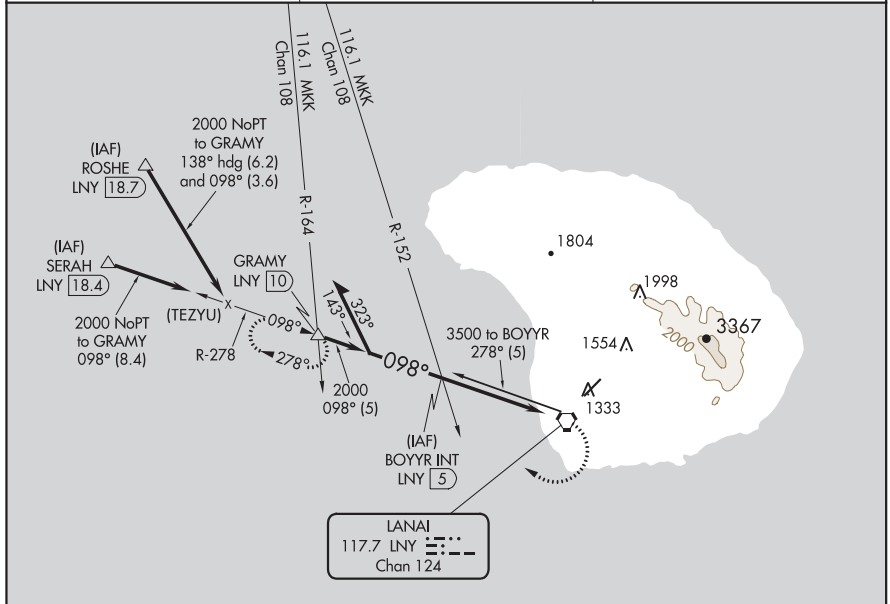 116.1 MKK
Chan 108
116.1 MKK
Chan 108
2000 NoPT
to GRAMY
138° hdg (6.2)
and 098° (3.6)
(IAF)
ROSHE
LNY 18.7
R-164
R-152
1804
(IAF)
SERAH
LNY 18.4
GRAMY
LNY 10
1998
(TEZYU)
X
098°
143°
323°
3367
2000
2000 NoPT
to GRAMY
098° (8.4)
R-278
278°
098°
3500 to BOYYR
278° (5)
1554
2000
098° (5)
1333
(IAF)
BOYYR INT
LNY 5
LANAI
117.7 LNY
Chan 124